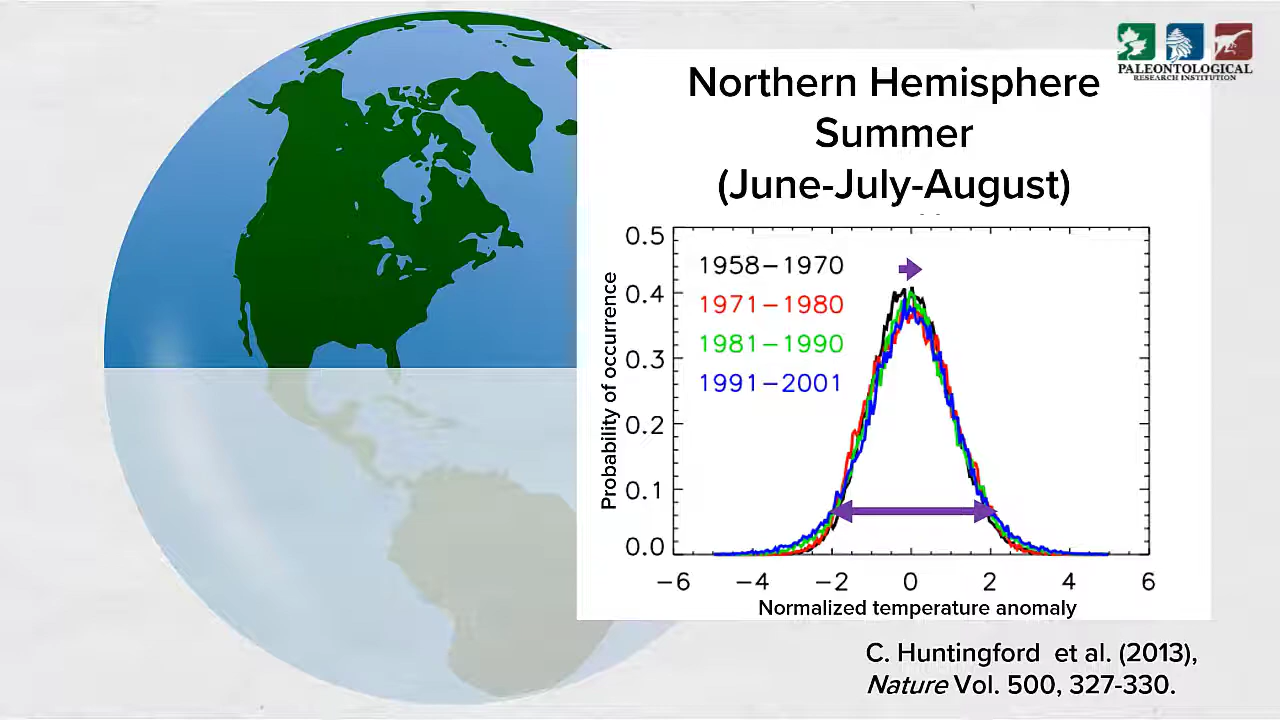 PALEONTOLOGICAL
RESEARCH INSTITUTION
Northern Hemisphere
Summer
(June-July-August)
0.5
0.4
0.3
0.2
0.1
0.0
Probability of occurrence
1958−1970
1971−1980
1981−1990
1991−2001
−6 −4 −2 0 2 4 6
Normalized temperature anomaly
C. Huntingford et al. (2013),
Nature Vol. 500, 327-330.